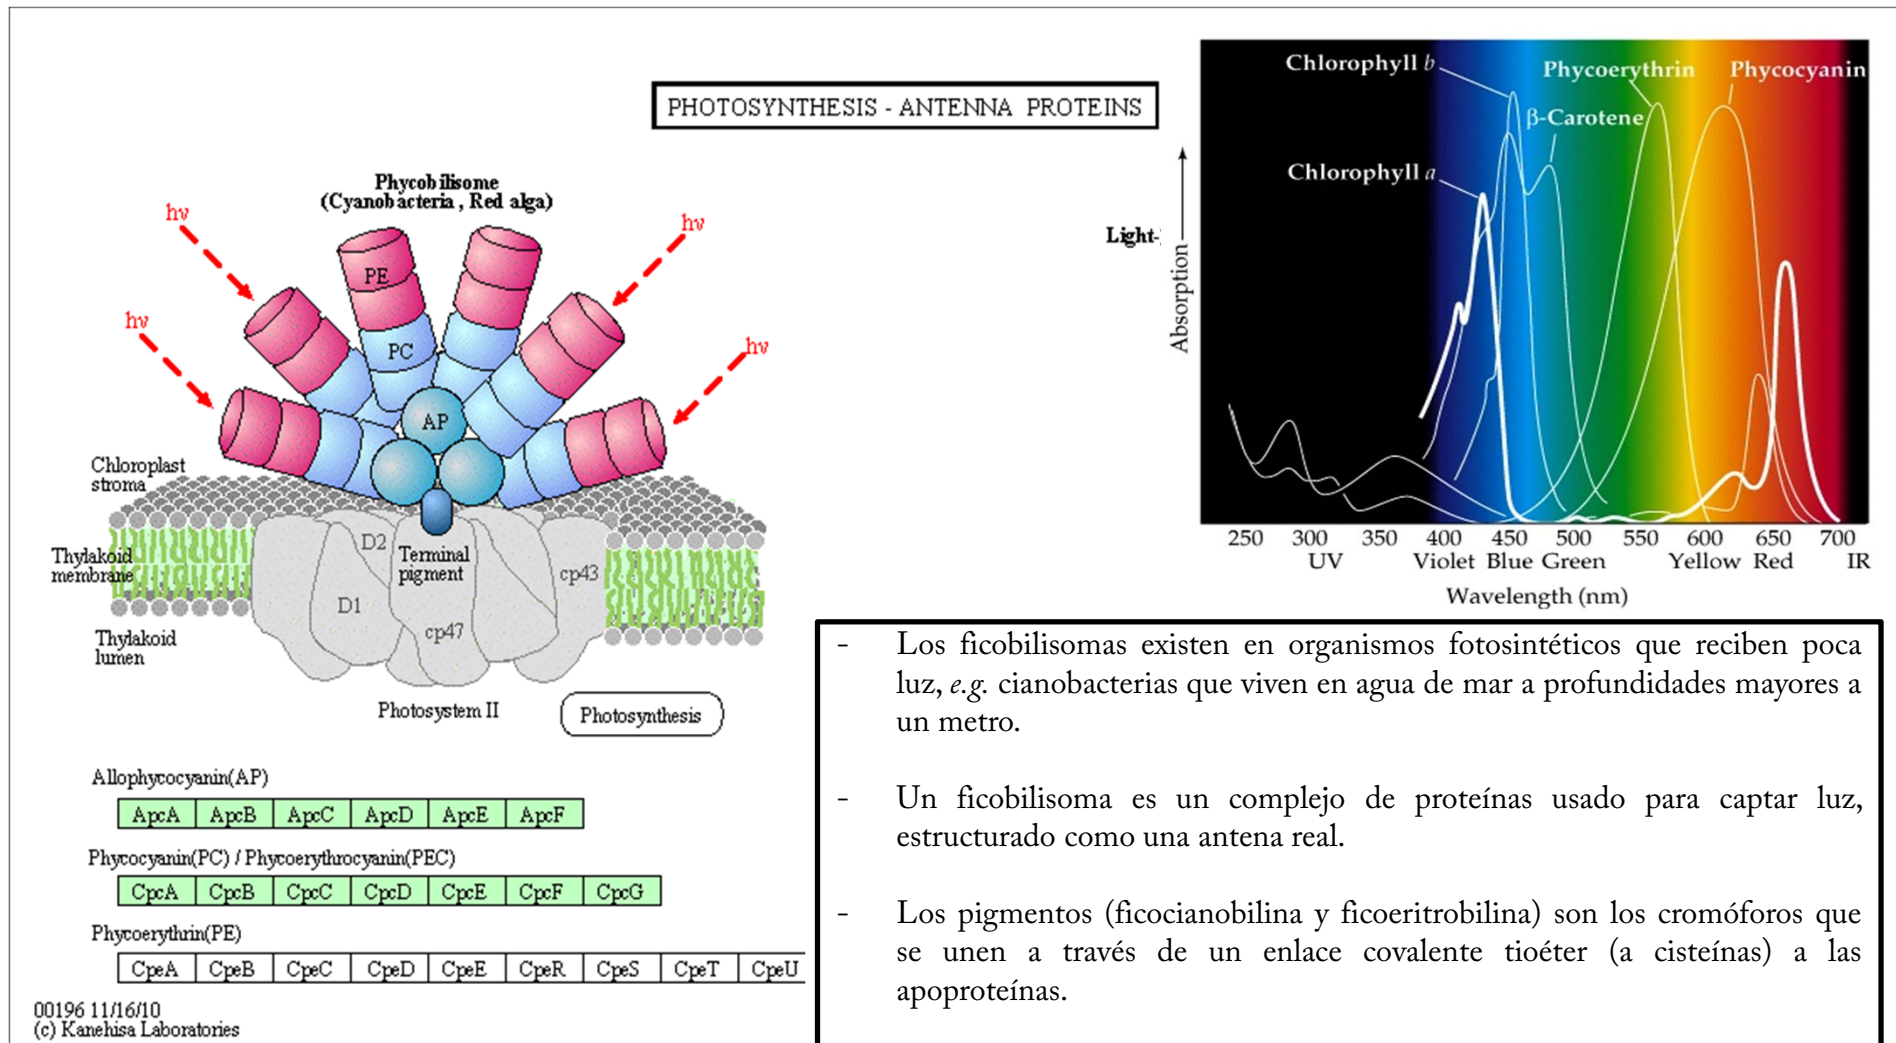 PHOTOSYNTHESIS - ANTENNA PROTEINS
Phycobilisome
(Cyanobacteria , Red alga)
hν
hν
hν
hν
PE
PC
AP
Chloroplast
stroma
Thylakoid
membrane
Thylakoid
lumen
D2
Terminal
pigment
cp43
D1
cp47
Photosystem II
Photosynthesis
Allophycocyanin(AP)
ApcA ApcB ApcC ApcD ApcE ApcF
Phycocyanin(PC) / Phycoerythrocyanin(PEC)
CpcA CpcB CpcC CpcD CpcE CpcF CpcG
Phycoerythrin(PE)
CpeA CpeB CpeC CpeD CpeE CpeR CpeS CpeT CpeU
00196 11/16/10
(c) Kanehisa Laboratories
Light-
Chlorophyll b
Phycoerythrin
Phycocyanin
β-Carotene
Chlorophyll a
Absorption
250 300 350 400 450 500 550 600 650 700
UV Violet Blue Green Yellow Red IR
Wavelength (nm)
- Los ficobilisomas existen en organismos fotosintéticos que reciben poca
luz, e.g. cianobacterias que viven en agua de mar a profundidades mayores a
un metro.
- Un ficobilisoma es un complejo de proteínas usado para captar luz,
estructurado como una antena real.
- Los pigmentos (ficocianobilina y ficoeritrobilina) son los cromóforos que
se unen a través de un enlace covalente tioéter (a cisteínas) a las
apoproteínas.